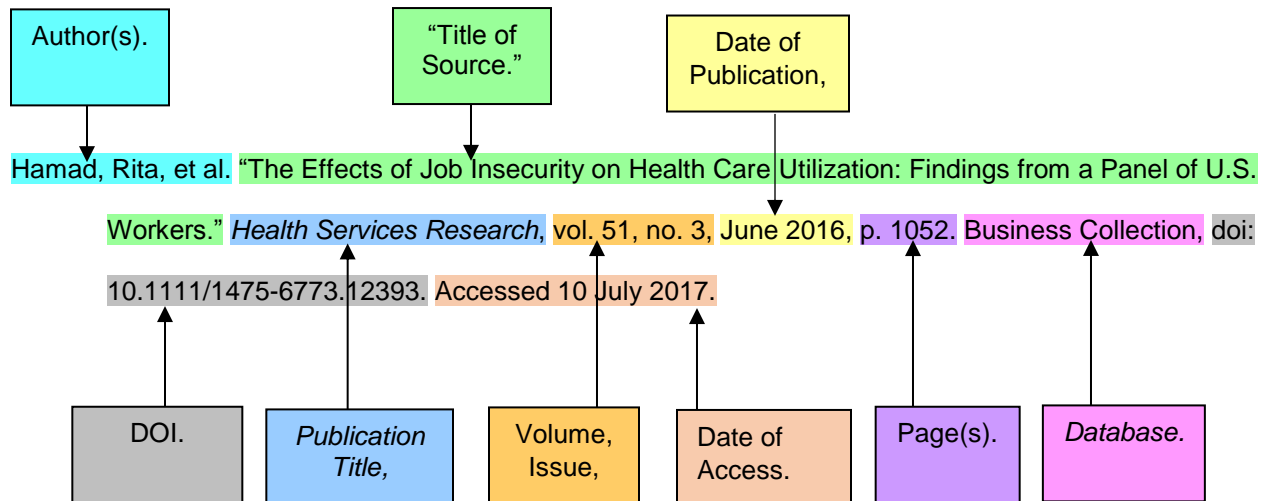 Author(s).
“Title of
Source.”
Date of
Publication,
Hamad, Rita, et al. “The Effects of Job Insecurity on Health Care Utilization: Findings from a Panel of U.S.
Workers.” Health Services Research, vol. 51, no. 3, June 2016, p. 1052. Business Collection, doi:
10.1111/1475-6773.12393. Accessed 10 July 2017.
DOI.
Publication
Title,
Volume,
Issue,
Date of
Access.
Page(s).
Database.